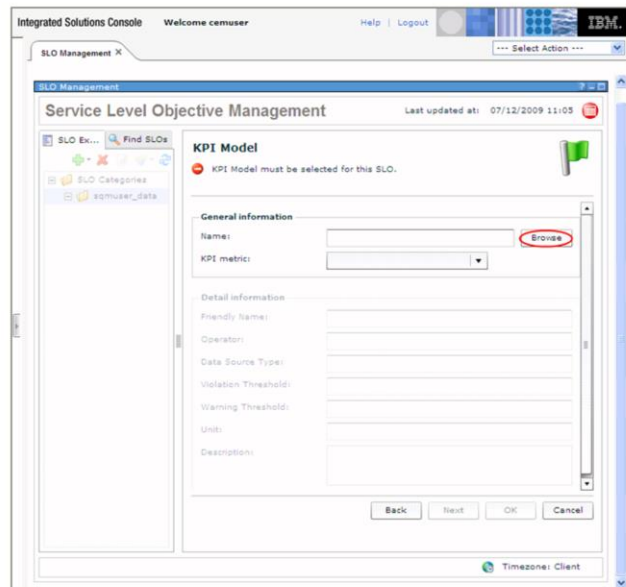 Integrated Solutions Console Welcome cemuser Help | Logout IBM.
SLO Management X --- Select Action ---
SLO Management
Service Level Objective Management Last updated at: 07/12/2009 11:05
SLO Ex... Find SLOs
SLO Categories
sqmuser_data
KPI Model
KPI Model must be selected for this SLO.
General information
Name: Browse
KPI metric:
Detail information
Friendly Name:
Operator:
Data Source Type:
Violation Threshold:
Warning Threshold:
Unit:
Description:
Back Next OK Cancel
Timezone: Client